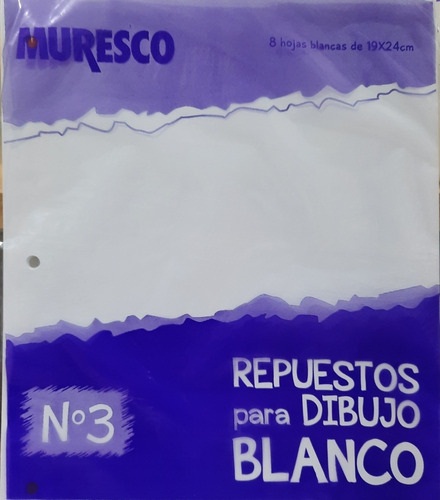 MURESCO
8 hojas blancas de 19X24cm
Nº3
REPUESTOS
para DIBUJO
BLANCO